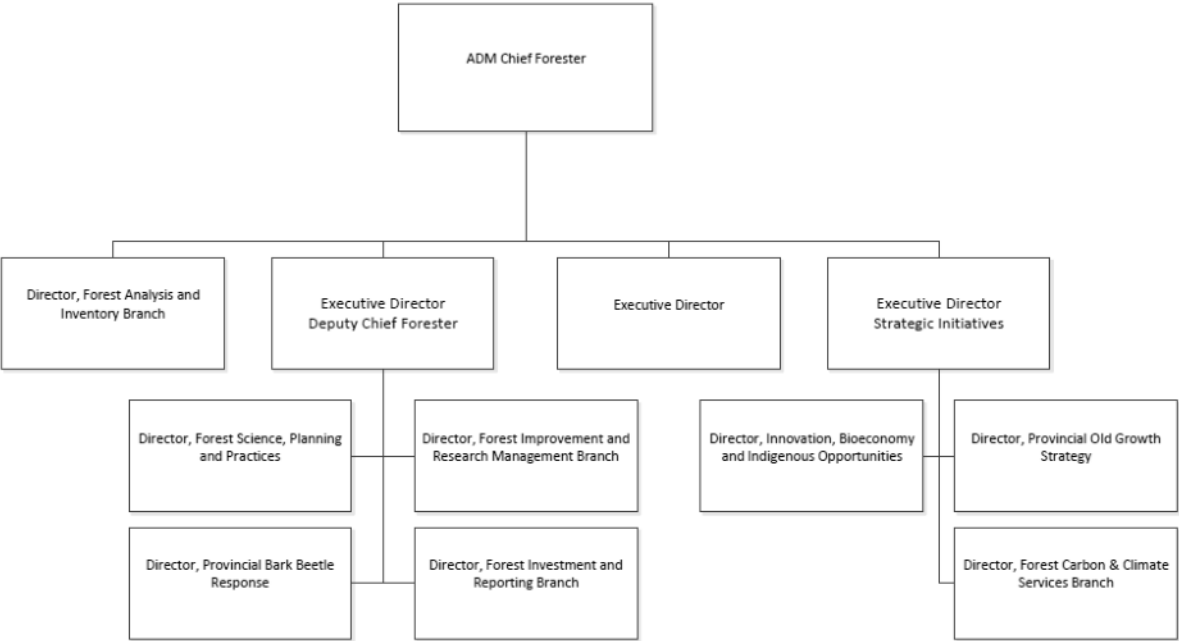 ADM Chief Forester
Director, Forest Analysis and
Inventory Branch
Executive Director
Deputy Chief Forester
Executive Director
Executive Director
Strategic Initiatives
Director, Forest Science, Planning
and Practices
Director, Forest Improvement and
Research Management Branch
Director, Innovation, Bioeconomy
and Indigenous Opportunities
Director, Provincial Old Growth
Strategy
Director, Provincial Bark Beetle
Response
Director, Forest Investment and
Reporting Branch
Director, Forest Carbon & Climate
Services Branch